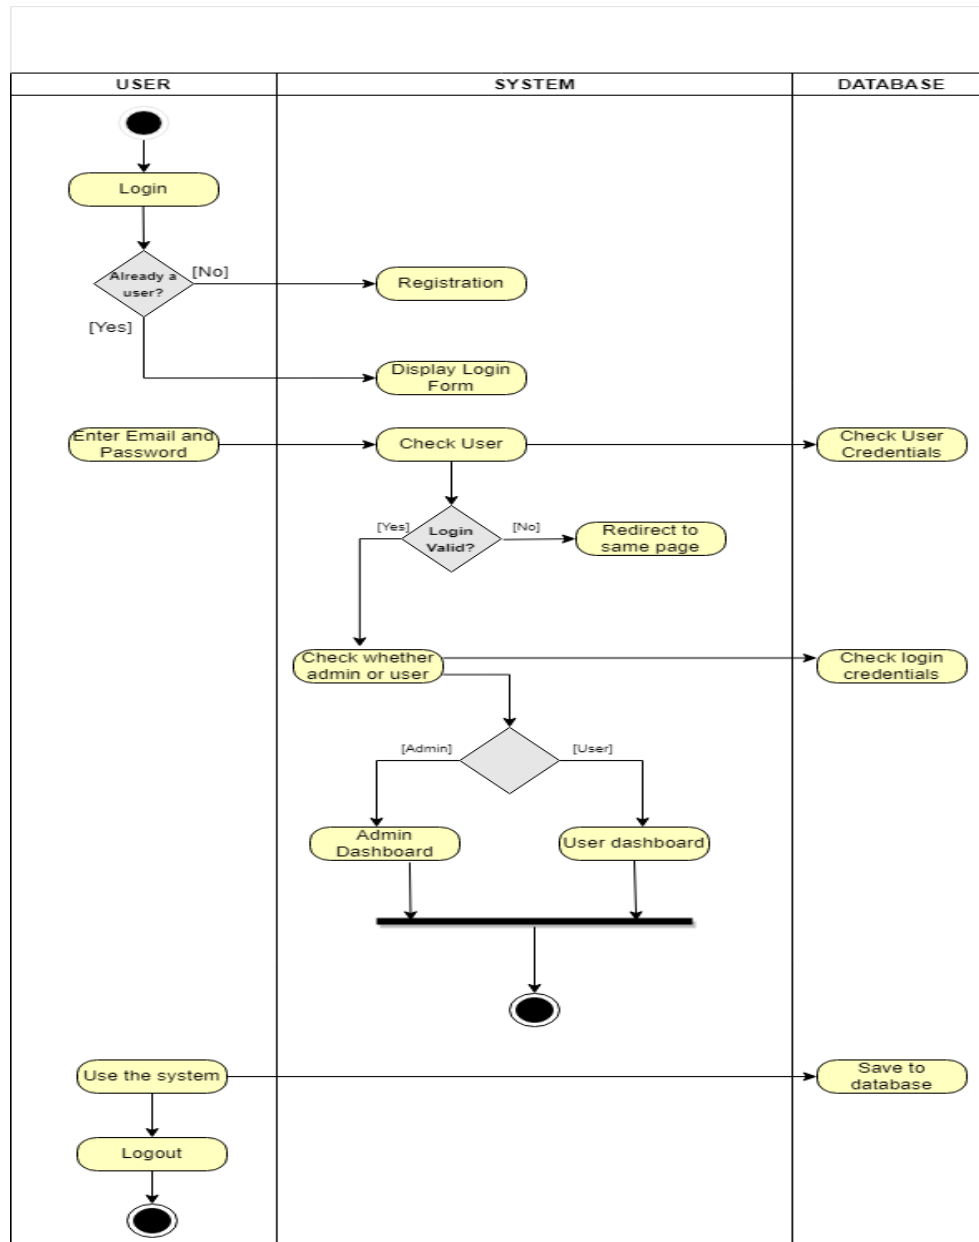 USER
SYSTEM
DATABASE
Login
Already a
user?
[No]
Registration
[Yes]
Display Login
Form
Enter Email and
Password
Check User
Check User
Credentials
[Yes]
Login
Valid?
[No]
Redirect to
same page
Check whether
admin or user
Check login
credentials
[Admin]
[User]
Admin
Dashboard
User dashboard
Use the system
Save to
database
Logout